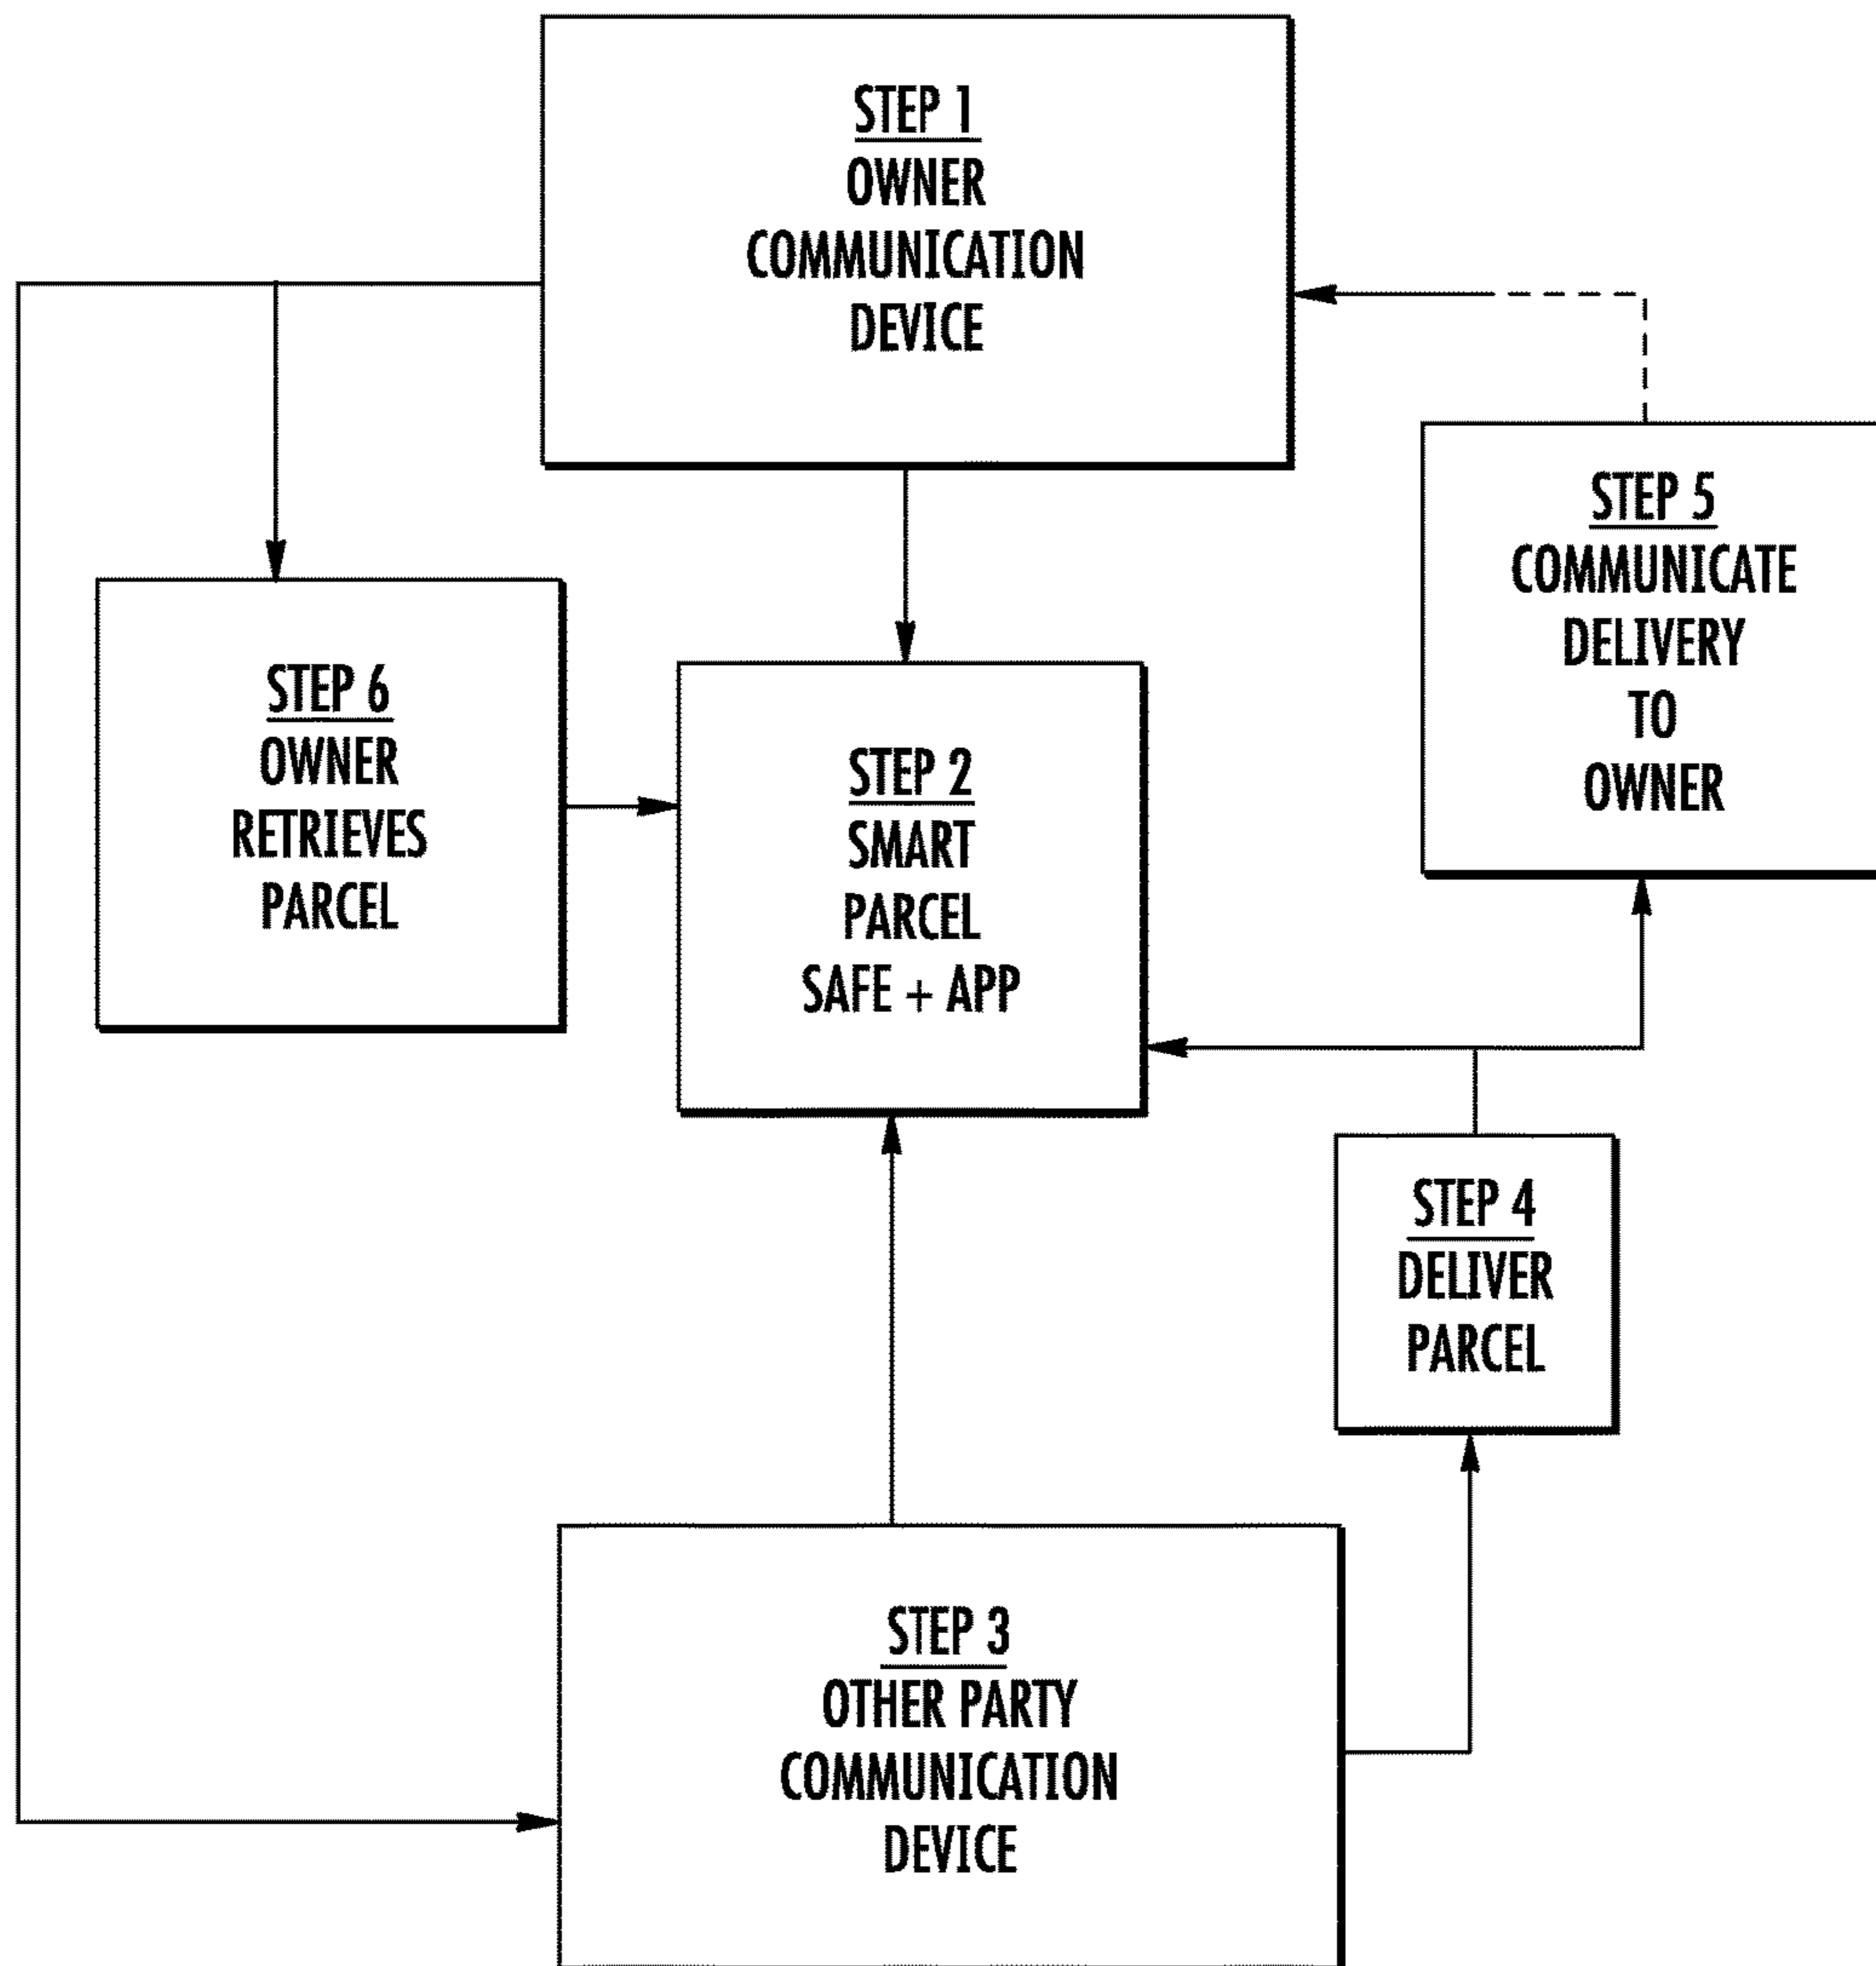 STEP 1
OWNER
COMMUNICATION
DEVICE
STEP 5
COMMUNICATE
DELIVERY
TO
OWNER
STEP 6
OWNER
RETRIEVES
PARCEL
STEP 2
SMART
PARCEL
SAFE + APP
STEP 4
DELIVER
PARCEL
STEP 3
OTHER PARTY
COMMUNICATION
DEVICE